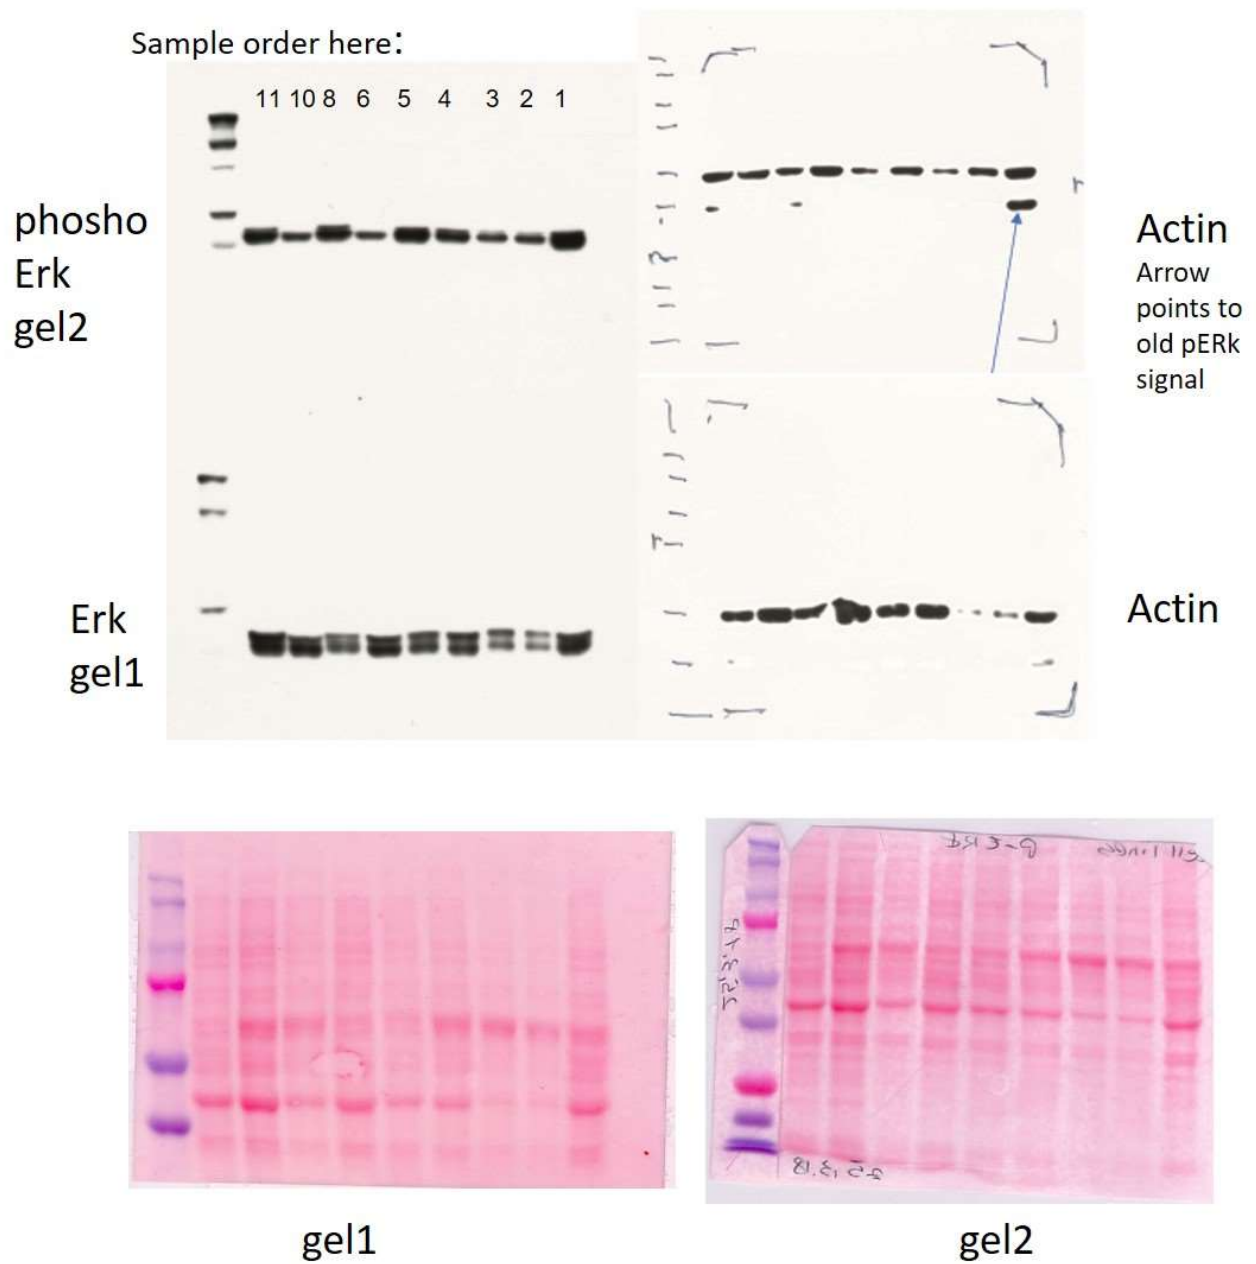 Sample order here:
11 10 8 6 5 4 3 2 1
phosho
Erk
gel2
Actin
Arrow
points to
old pERk
signal
Erk
gel1
Actin
gel1
gel2